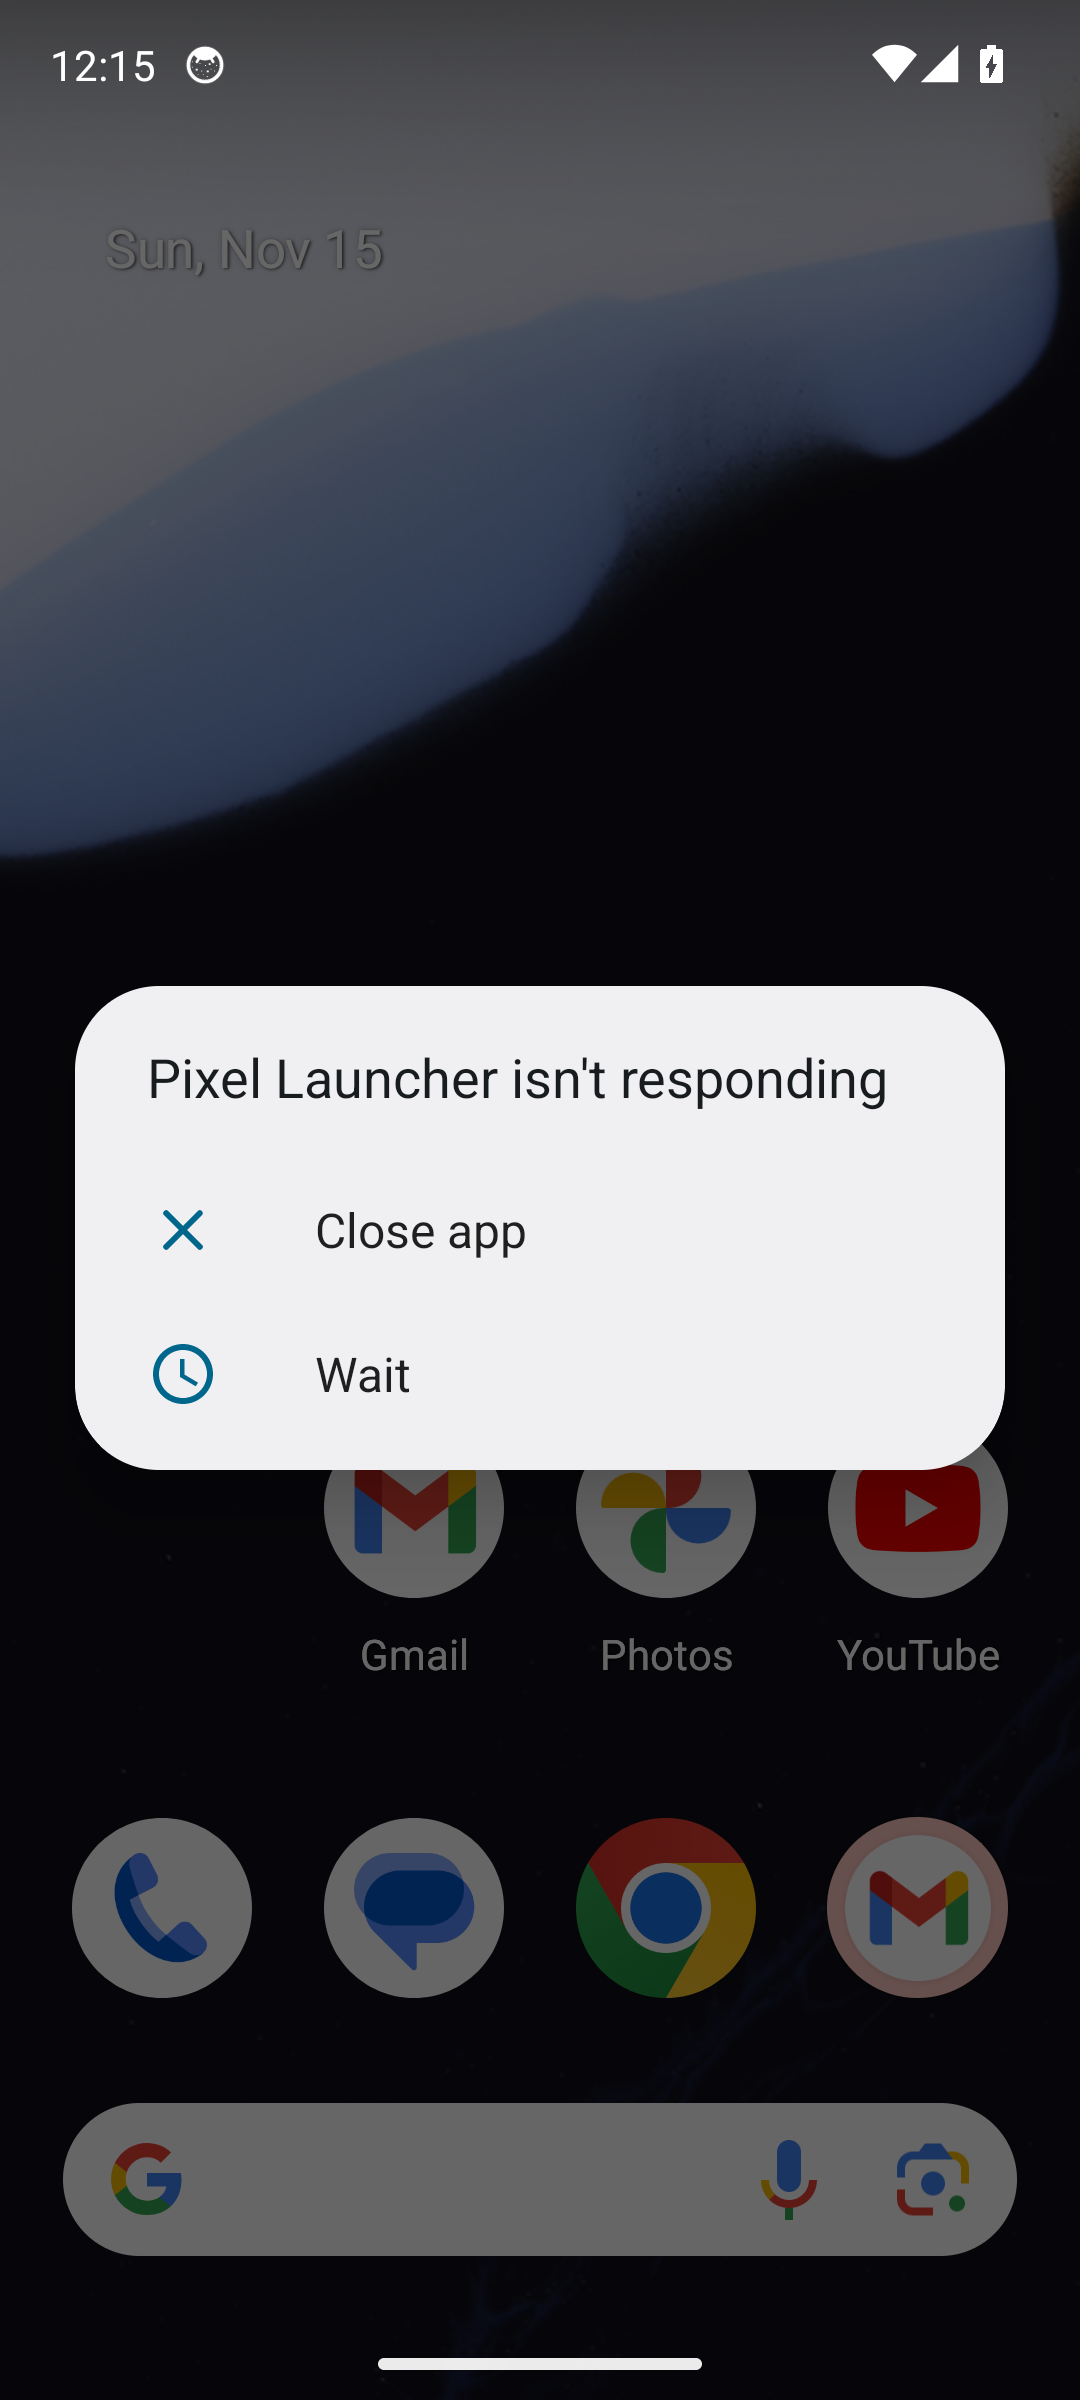 12:15
Sun, Nov 15
Pixel Launcher isn't responding
Close app
Wait
Gmail
Photos
YouTube